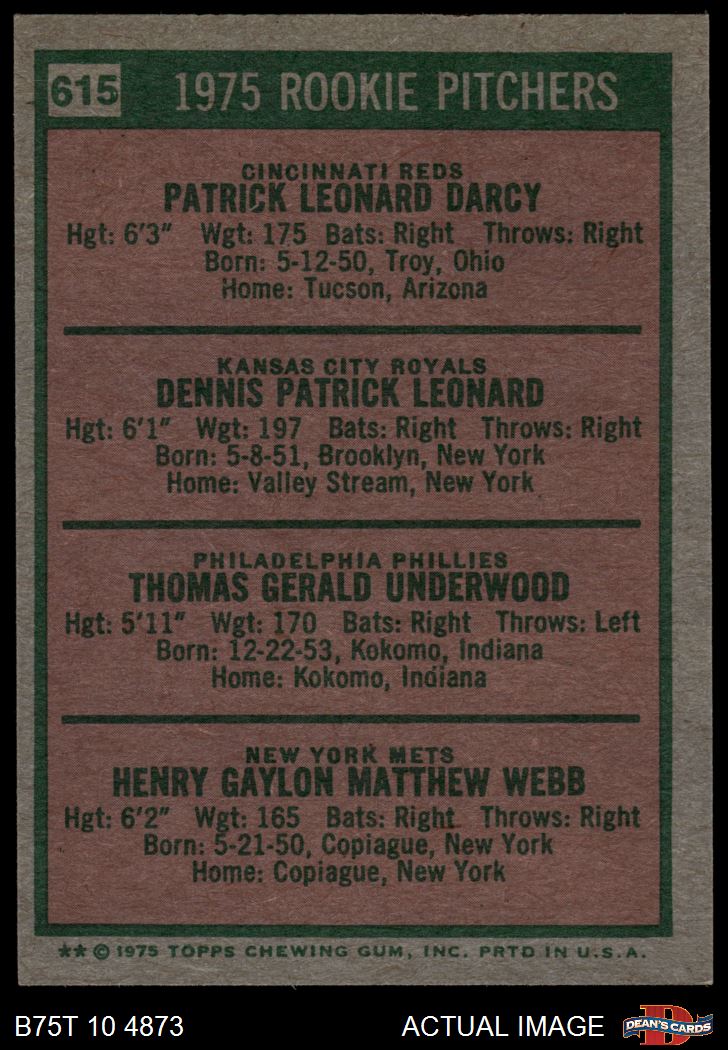 615 1975 ROOKIE PITCHERS
CINCINNATI REDS
PATRICK LEONARD DARCY
Hgt: 6'3" Wgt: 175 Bats: Right Throws: Right
Born: 5-12-50, Troy, Ohio
Home: Tucson, Arizona
KANSAS CITY ROYALS
DENNIS PATRICK LEONARD
Hgt: 6'1" Wgt: 197 Bats: Right Throws: Right
Born: 5-8-51, Brooklyn, New York
Home: Valley Stream, New York
PHILADELPHIA PHILLIES
THOMAS GERALD UNDERWOOD
Hgt: 5'11" Wgt: 170 Bats: Right Throws: Left
Born: 12-22-53, Kokomo, Indiana
Home: Kokomo, Indiana
NEW YORK METS
HENRY GAYLON MATTHEW WEBB
Hgt: 6'2" Wgt: 165 Bats: Right Throws: Right
Born: 5-21-50, Copiague, New York
Home: Copiague, New York
** © 1975 TOPPS CHEWING GUM, INC. PRTD IN U.S.A.
B75T 10 4873 ACTUAL IMAGE D DEAN'S CARDS